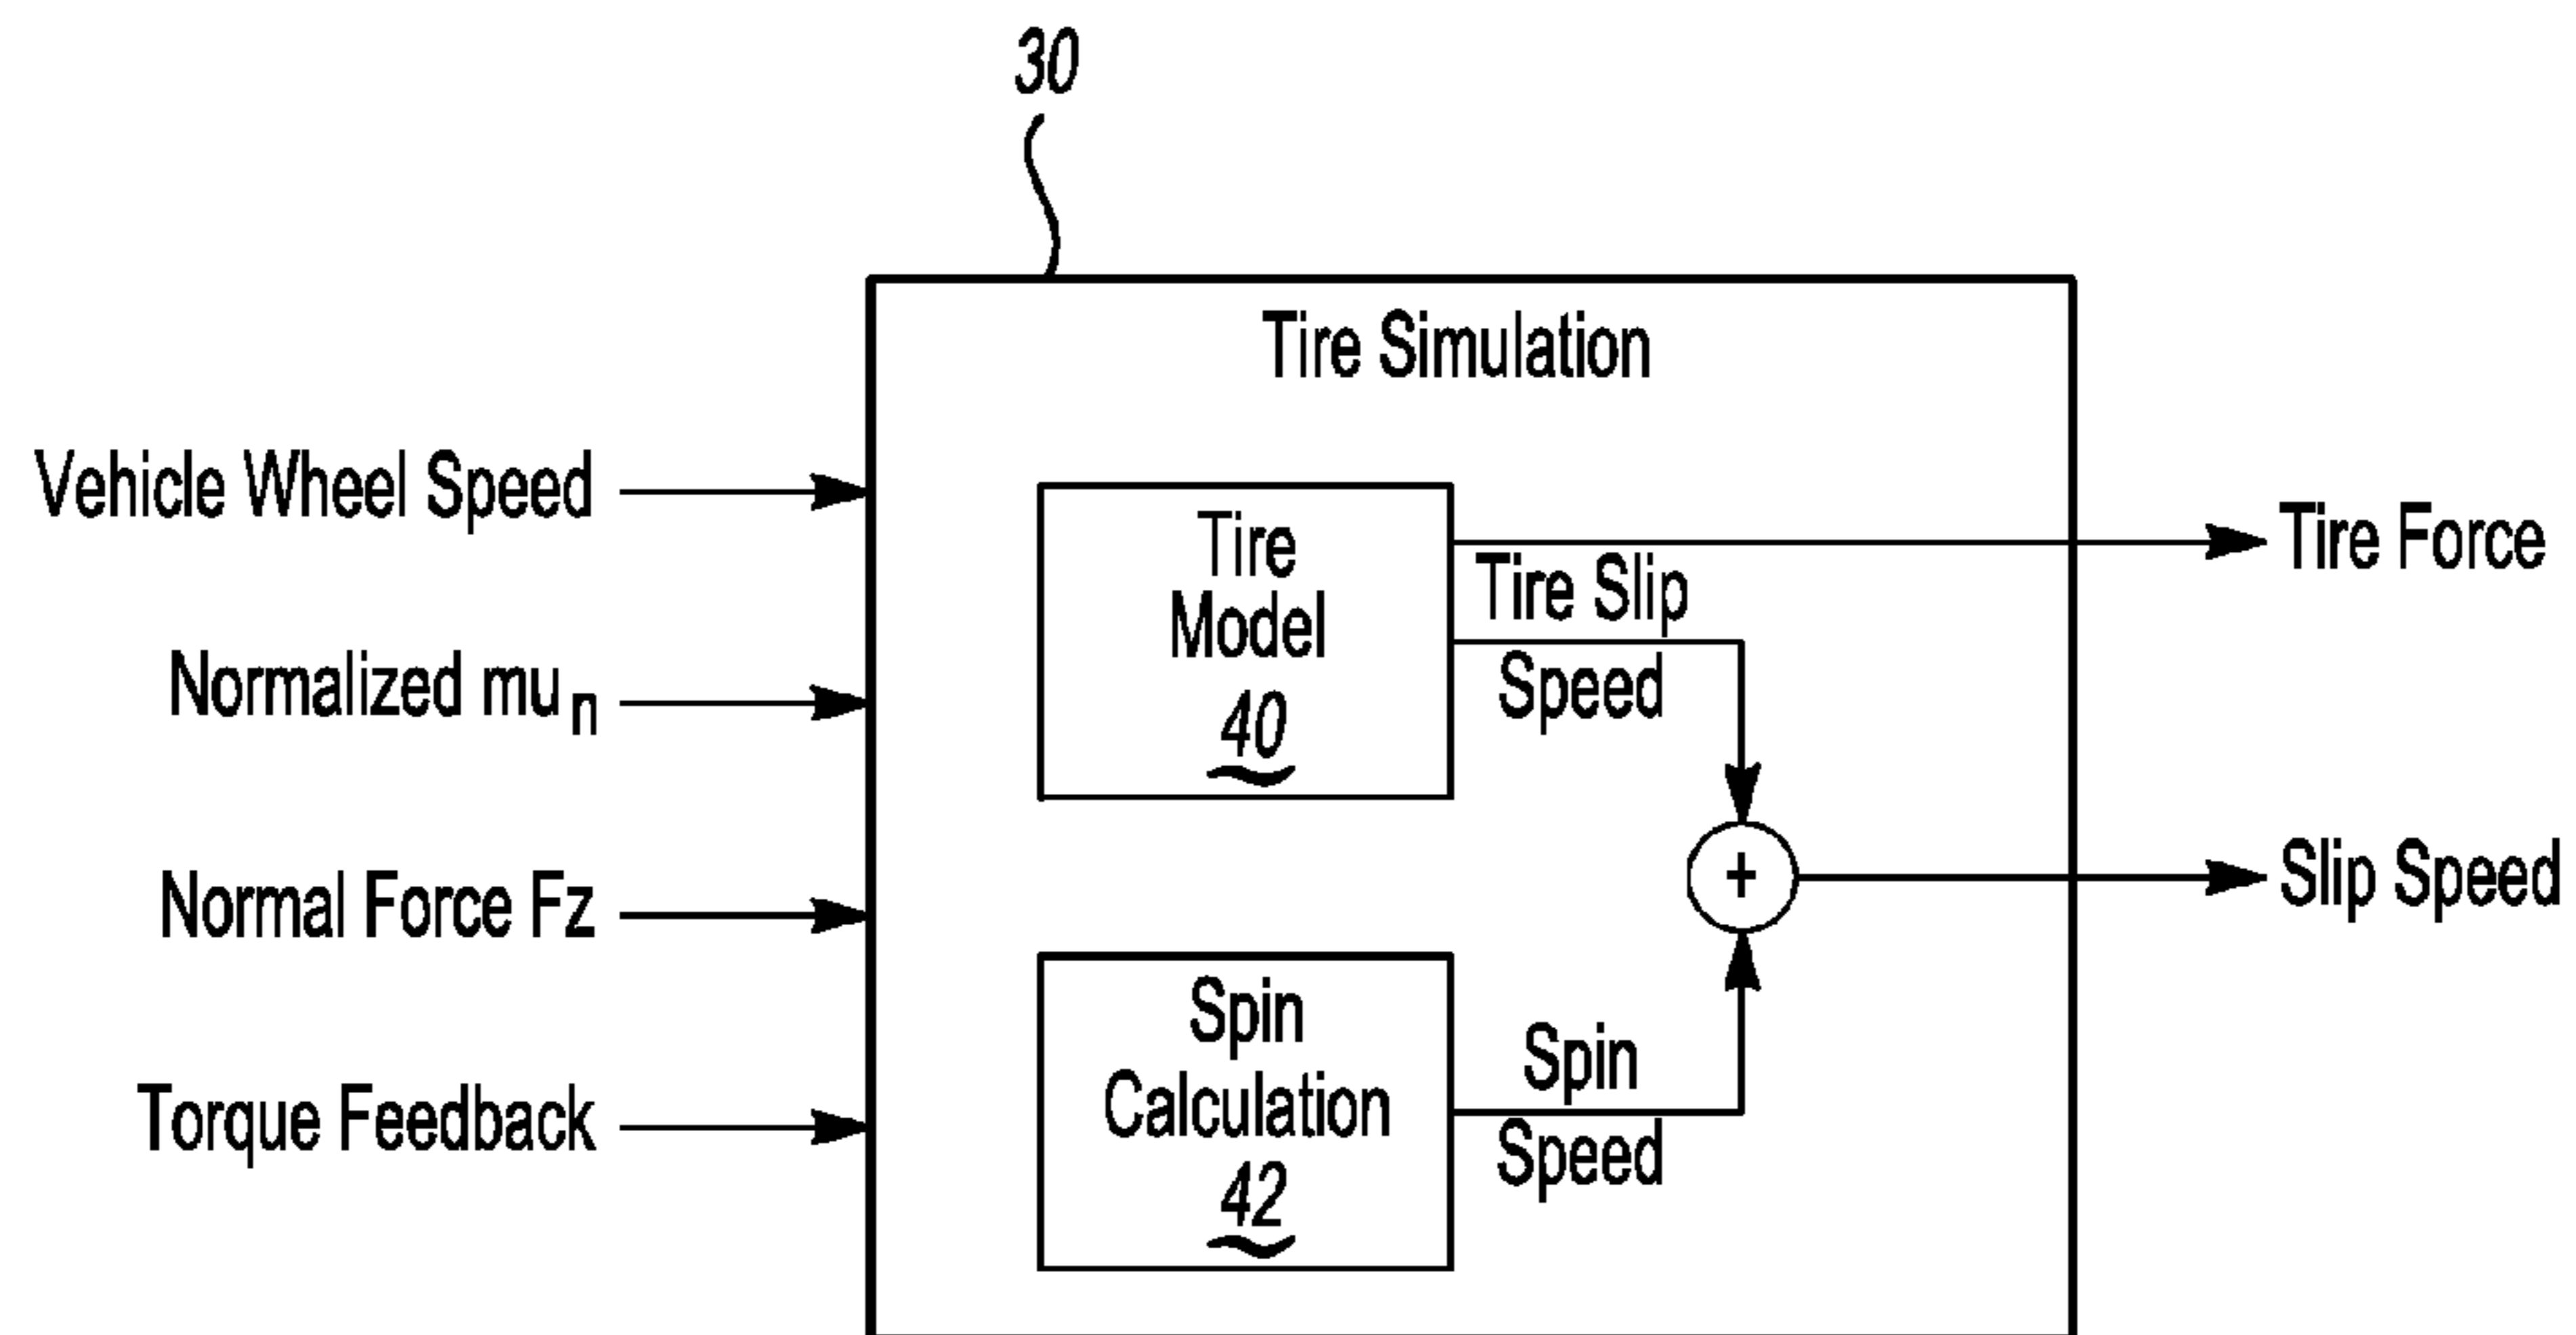 30
Tire Simulation
Vehicle Wheel Speed
Normalized mu n
Normal Force Fz
Torque Feedback
Tire
Model
40
Tire Slip
Speed
Spin
Calculation
42
Spin
Speed
+
Tire Force
Slip Speed